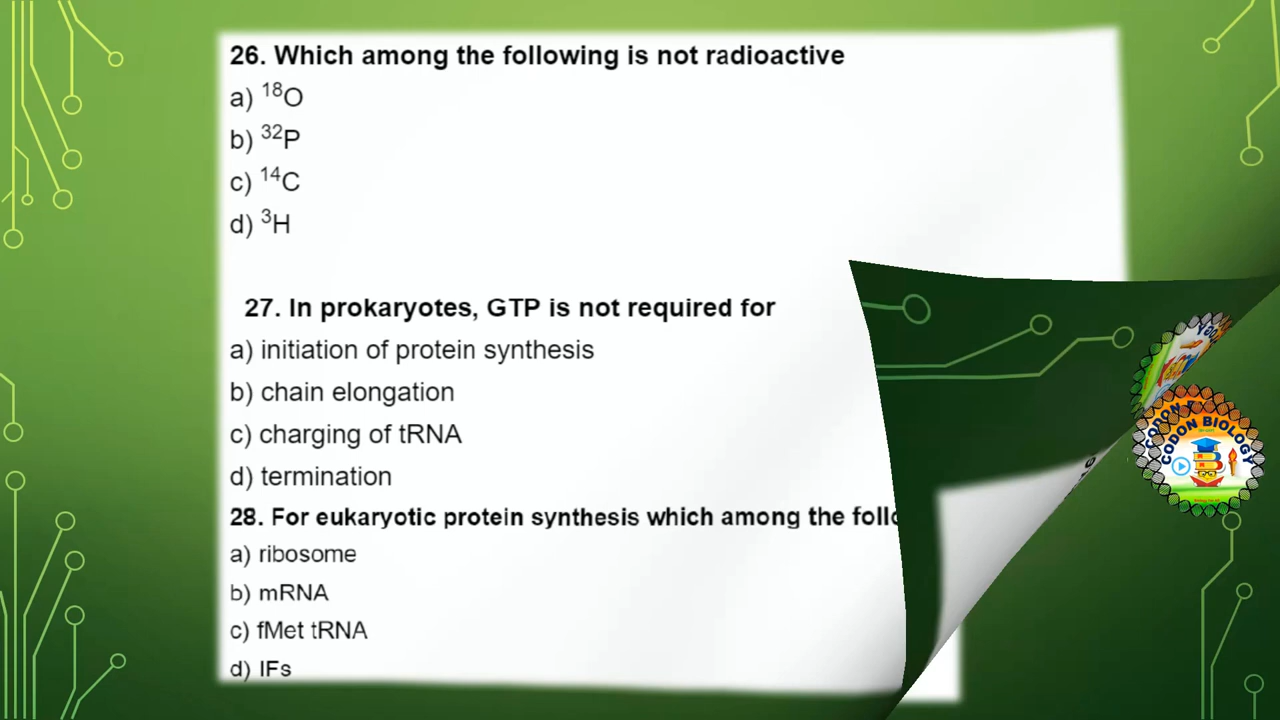 26. Which among the following is not radioactive
a) ¹⁸O
b) ³²P
c) ¹⁴C
d) ³H
27. In prokaryotes, GTP is not required for
a) initiation of protein synthesis
b) chain elongation
c) charging of tRNA
d) termination
28. For eukaryotic protein synthesis which among the
a) ribosome
b) mRNA
c) fMet tRNA
d) IFs
CODON BIOLOGY